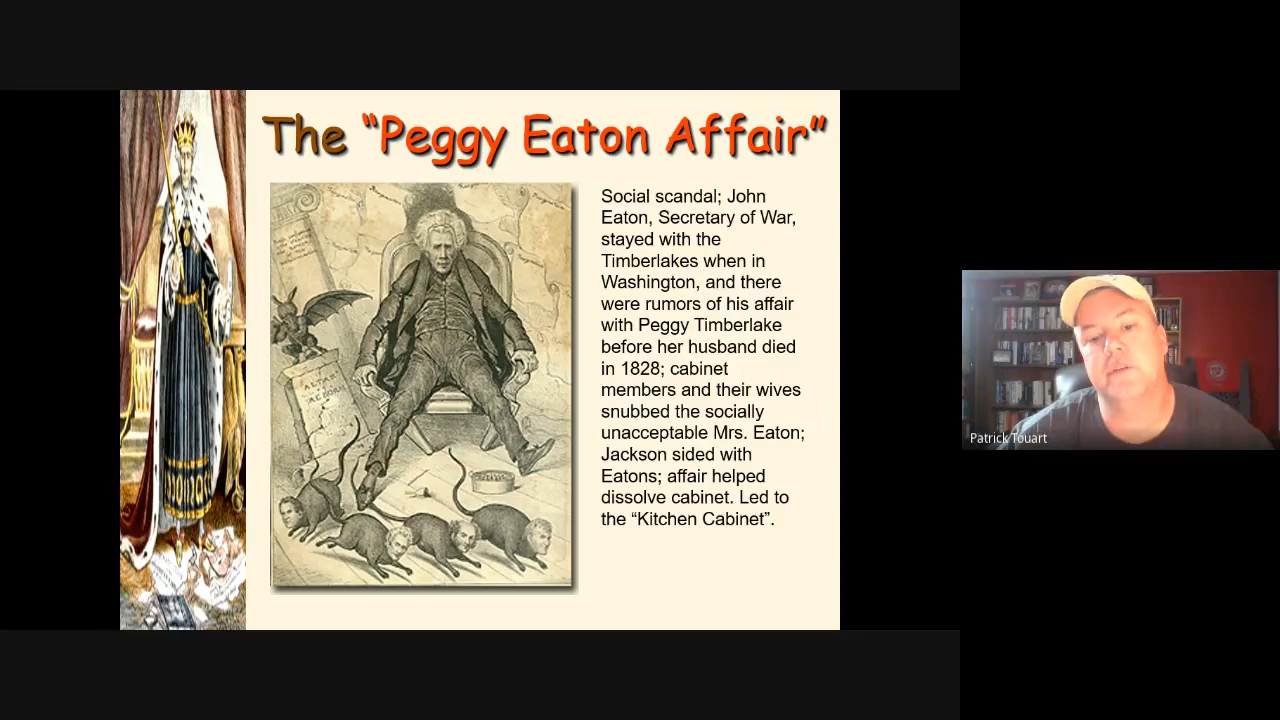 The “Peggy Eaton Affair”
Social scandal; John
Eaton, Secretary of War,
stayed with the
Timberlakes when in
Washington, and there
were rumors of his affair
with Peggy Timberlake
before her husband died
in 1828; cabinet
members and their wives
snubbed the socially
unacceptable Mrs. Eaton;
Jackson sided with
Eatons; affair helped
dissolve cabinet. Led to
the “Kitchen Cabinet”.
ALTAR
Patrick Touart